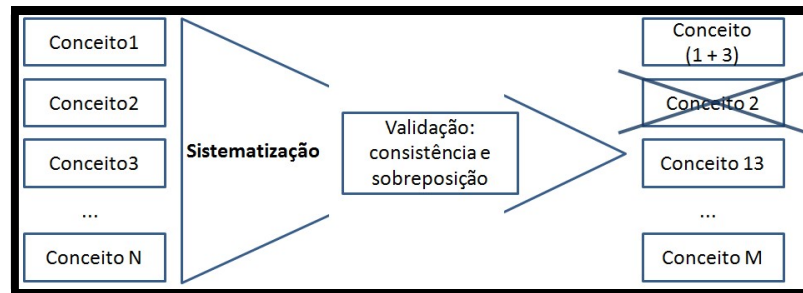 Conceito1
Conceito2
Conceito3
...
Conceito N
Sistematização
Validação:
consistência e
sobreposição
Conceito
(1 + 3)
Conceito 2
Conceito 13
...
Conceito M